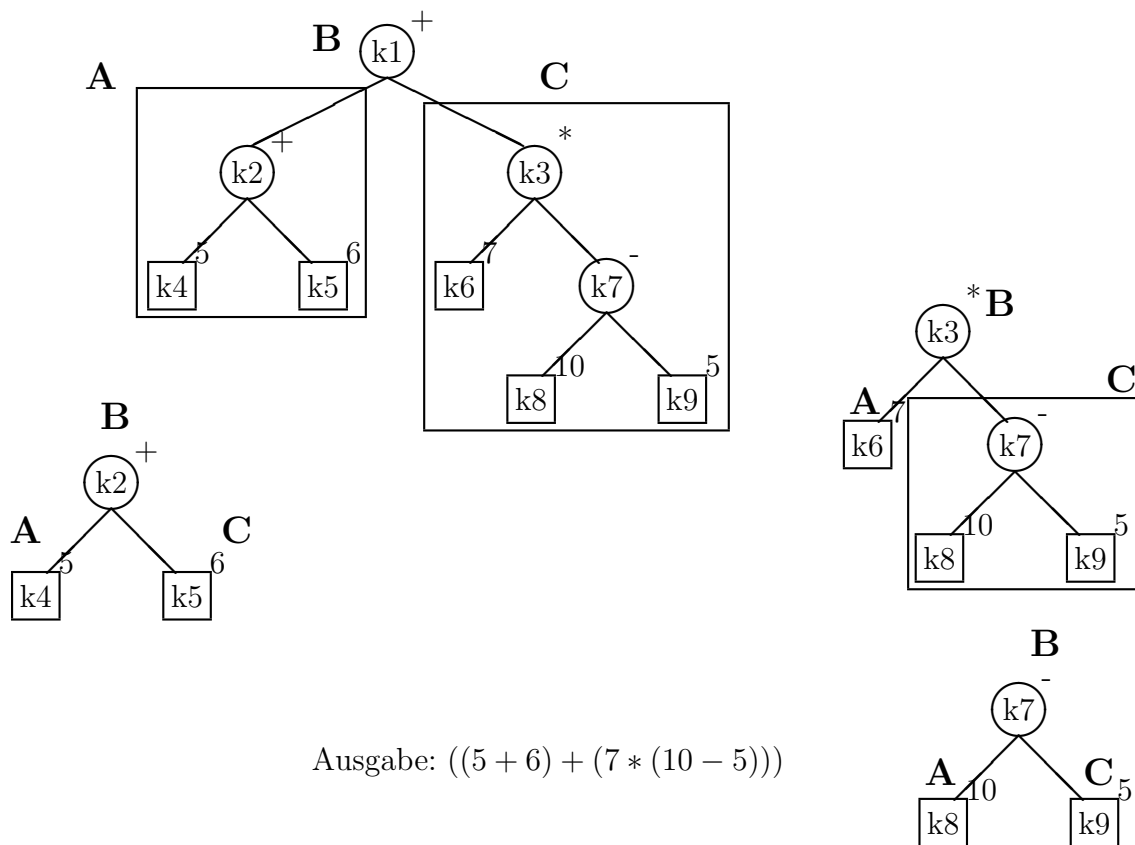 B k1 +
A
C
k2 +
k3 *
k4 5
k5 6
k6 7
k7 -
k8 10
k9 5
k3 * B
A
C
k6 7
k7 -
k8 10
k9 5
B
k2 +
A
C
k4 5
k5 6
B
k7 -
A
C
k8 10
k9 5
Ausgabe: ((5 + 6) + (7 ∗ (10 − 5)))